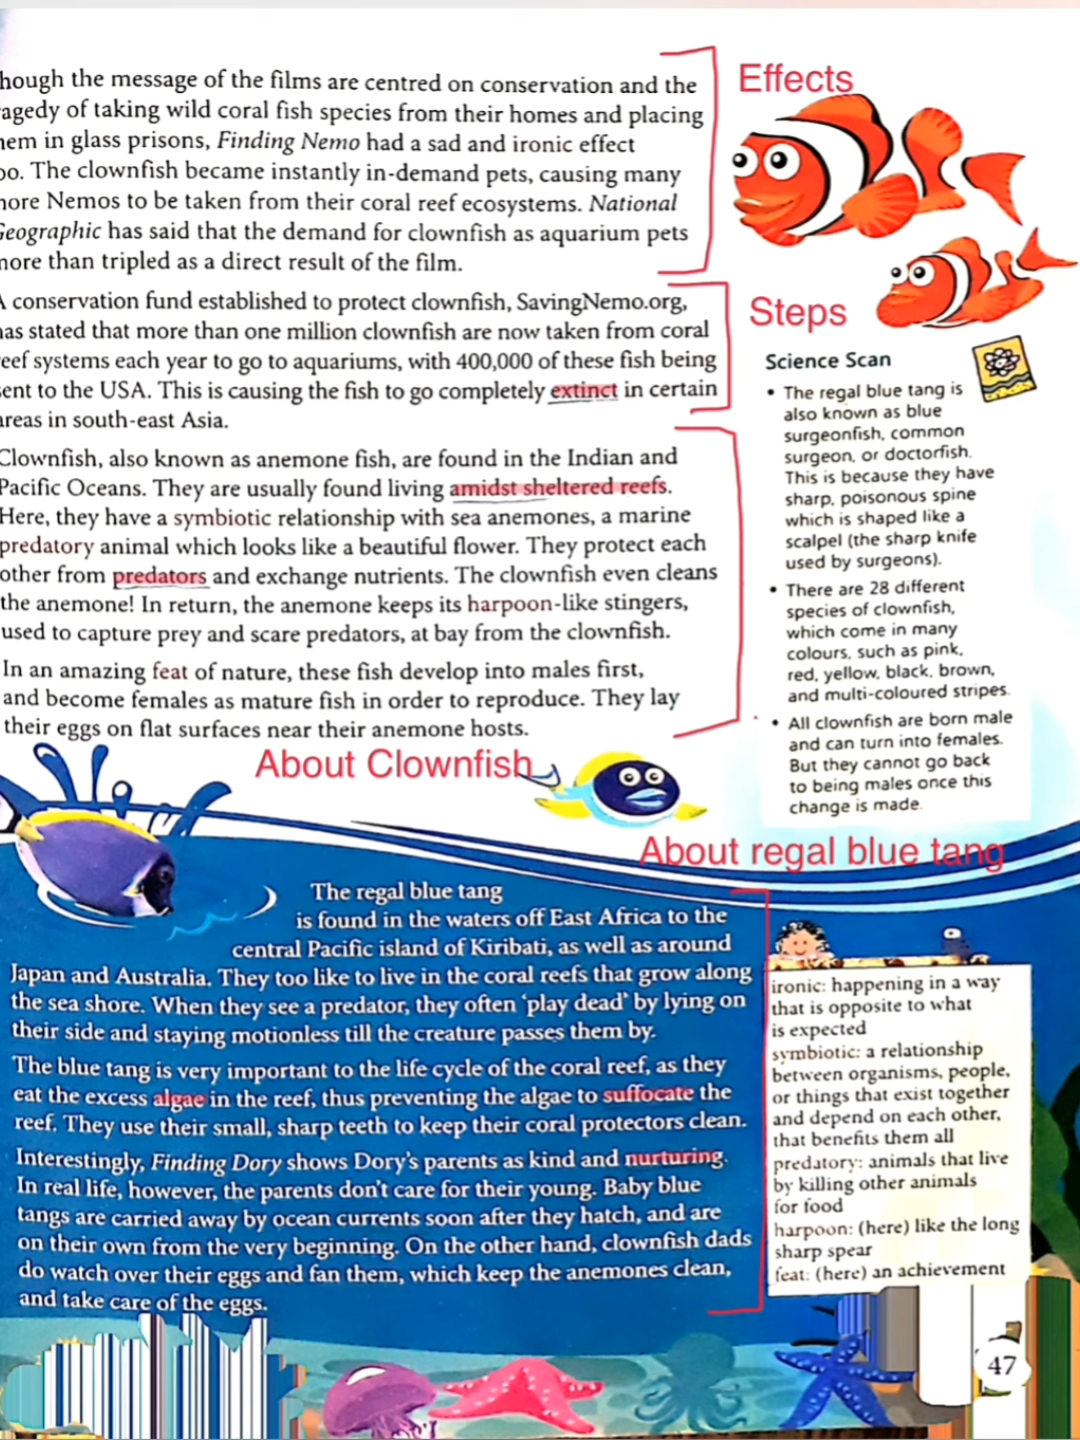 hough the message of the films are centred on conservation and the
agedy of taking wild coral fish species from their homes and placing
em in glass prisons, Finding Nemo had a sad and ironic effect
oo. The clownfish became instantly in-demand pets, causing many
ore Nemos to be taken from their coral reef ecosystems. National
Geographic has said that the demand for clownfish as aquarium pets
more than tripled as a direct result of the film.
Effects
A conservation fund established to protect clownfish, SavingNemo.org,
has stated that more than one million clownfish are now taken from coral
eef systems each year to go to aquariums, with 400,000 of these fish being
sent to the USA. This is causing the fish to go completely extinct in certain
areas in south-east Asia.
Steps
Clownfish, also known as anemone fish, are found in the Indian and
Pacific Oceans. They are usually found living amidst sheltered reefs.
Here, they have a symbiotic relationship with sea anemones, a marine
predatory animal which looks like a beautiful flower. They protect each
other from predators and exchange nutrients. The clownfish even cleans
the anemone! In return, the anemone keeps its harpoon-like stingers,
used to capture prey and scare predators, at bay from the clownfish.
In an amazing feat of nature, these fish develop into males first,
and become females as mature fish in order to reproduce. They lay
their eggs on flat surfaces near their anemone hosts.
About Clownfish
Science Scan
• The regal blue tang is
also known as blue
surgeonfish, common
surgeon, or doctorfish.
This is because they have
sharp, poisonous spine
which is shaped like a
scalpel (the sharp knife
used by surgeons).
• There are 28 different
species of clownfish,
which come in many
colours, such as pink,
red, yellow, black, brown,
and multi-coloured stripes.
• All clownfish are born male
and can turn into females.
But they cannot go back
to being males once this
change is made.
About regal blue tang
The regal blue tang
is found in the waters off East Africa to the
central Pacific island of Kiribati, as well as around
Japan and Australia. They too like to live in the coral reefs that grow along
the sea shore. When they see a predator, they often ‘play dead’ by lying on
their side and staying motionless till the creature passes them by.
The blue tang is very important to the life cycle of the coral reef, as they
eat the excess algae in the reef, thus preventing the algae to suffocate the
reef. They use their small, sharp teeth to keep their coral protectors clean.
Interestingly, Finding Dory shows Dory’s parents as kind and nurturing.
In real life, however, the parents don’t care for their young. Baby blue
tangs are carried away by ocean currents soon after they hatch, and are
on their own from the very beginning. On the other hand, clownfish dads
do watch over their eggs and fan them, which keep the anemones clean,
and take care of the eggs.
ironic: happening in a way
that is opposite to what
is expected
symbiotic: a relationship
between organisms, people,
or things that exist together
and depend on each other,
that benefits them all
predatory: animals that live
by killing other animals
for food
harpoon: (here) like the long
sharp spear
feat: (here) an achievement
47